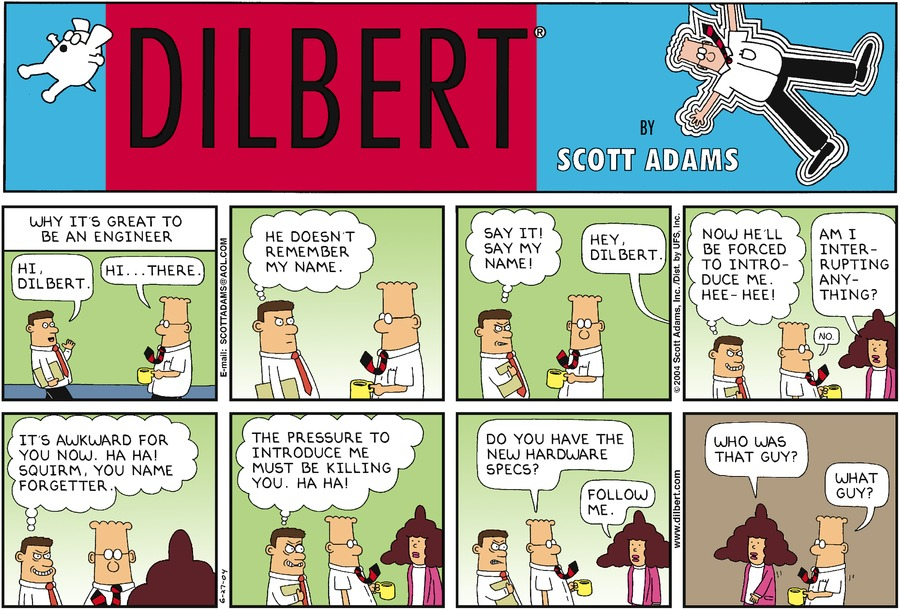 DILBERT®
BY
SCOTT ADAMS
WHY IT'S GREAT TO
BE AN ENGINEER
HI,
DILBERT.
HI...THERE.
E-mail: SCOTTADAMS@AOL.COM
HE DOESN'T
REMEMBER
MY NAME.
SAY IT!
SAY MY
NAME!
HEY,
DILBERT.
©2004 Scott Adams, Inc./Dist. by UFS, Inc.
NOW HE'LL
BE FORCED
TO INTRO-
DUCE ME.
HEE-HEE!
NO.
AM I
INTER-
RUPTING
ANY-
THING?
IT'S AWKWARD FOR
YOU NOW. HA HA!
SQUIRM, YOU NAME
FORGETTER.
6-27-04
THE PRESSURE TO
INTRODUCE ME
MUST BE KILLING
YOU. HA HA!
DO YOU HAVE THE
NEW HARDWARE
SPECS?
FOLLOW
ME.
www.dilbert.com
WHO WAS
THAT GUY?
WHAT
GUY?